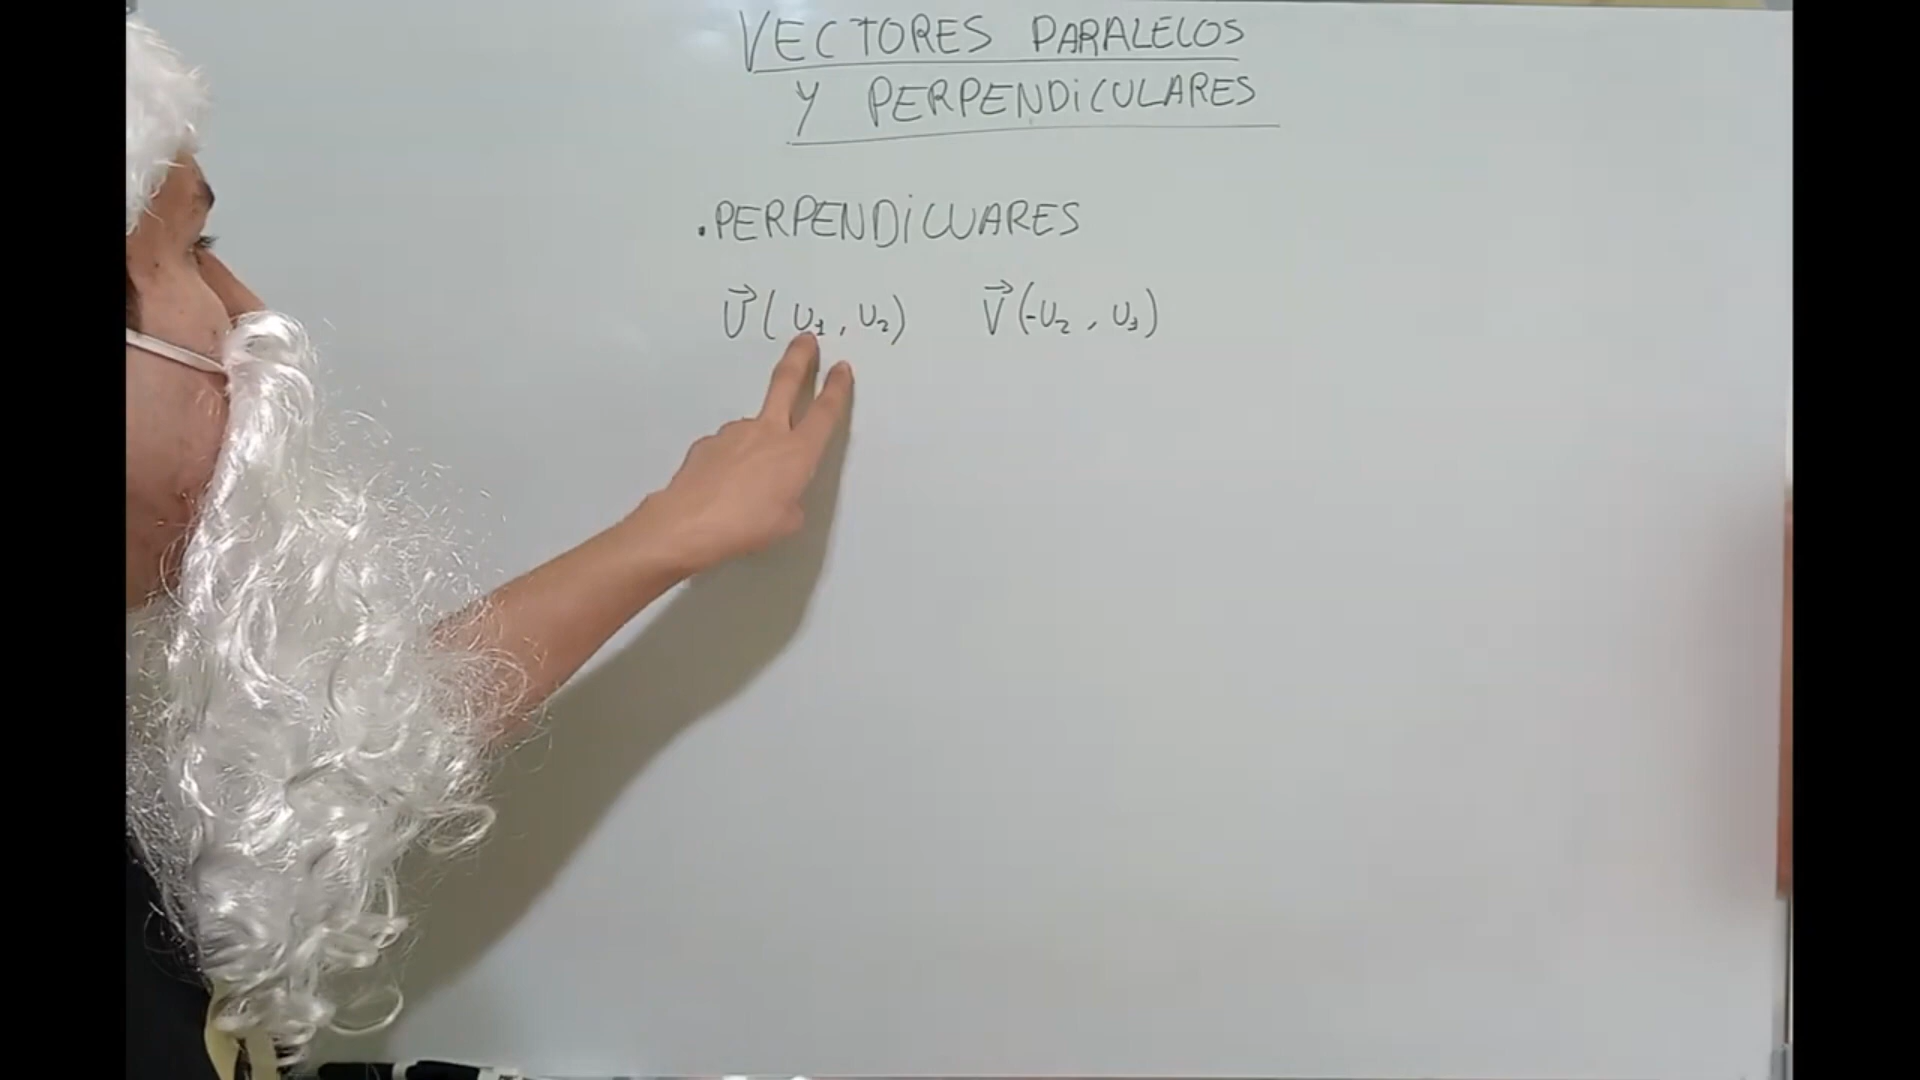 VECTORES PARALELOS
Y PERPENDICULARES
. PERPENDICULARES
U⃗ ( U₁ , U₂ ) V⃗ ( -U₂ , U₁ )